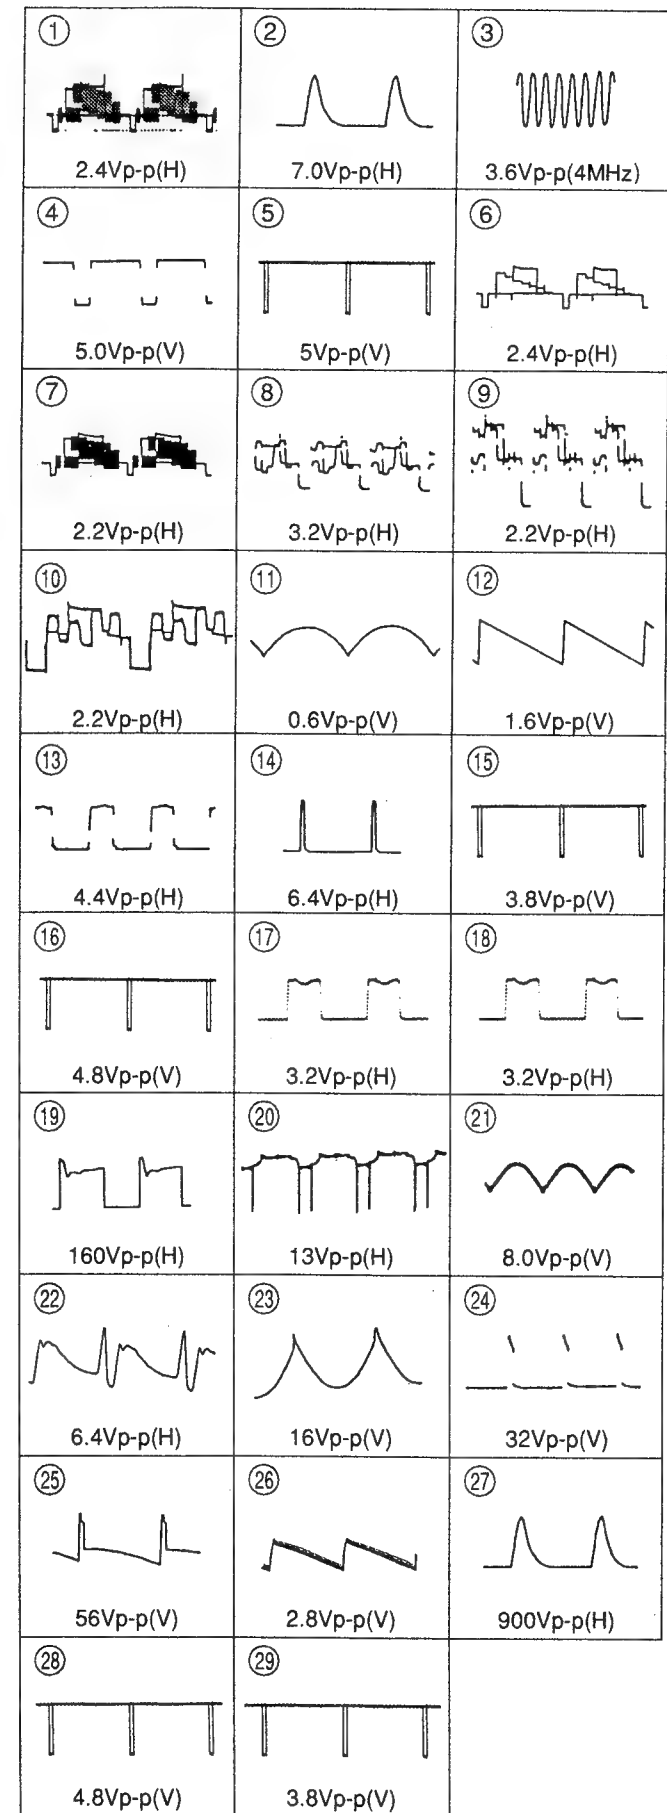 ① ② ③
2.4Vp-p(H) 7.0Vp-p(H) 3.6Vp-p(4MHz)
④ ⑤ ⑥
5.0Vp-p(V) 5Vp-p(V) 2.4Vp-p(H)
⑦ ⑧ ⑨
2.2Vp-p(H) 3.2Vp-p(H) 2.2Vp-p(H)
⑩ ⑪ ⑫
2.2Vp-p(H) 0.6Vp-p(V) 1.6Vp-p(V)
⑬ ⑭ ⑮
4.4Vp-p(H) 6.4Vp-p(H) 3.8Vp-p(V)
⑯ ⑰ ⑱
4.8Vp-p(V) 3.2Vp-p(H) 3.2Vp-p(H)
⑲ ⑳ ㉑
160Vp-p(H) 13Vp-p(H) 8.0Vp-p(V)
㉒ ㉓ ㉔
6.4Vp-p(H) 16Vp-p(V) 32Vp-p(V)
㉕ ㉖ ㉗
56Vp-p(V) 2.8Vp-p(V) 900Vp-p(H)
㉘ ㉙
4.8Vp-p(V) 3.8Vp-p(V)